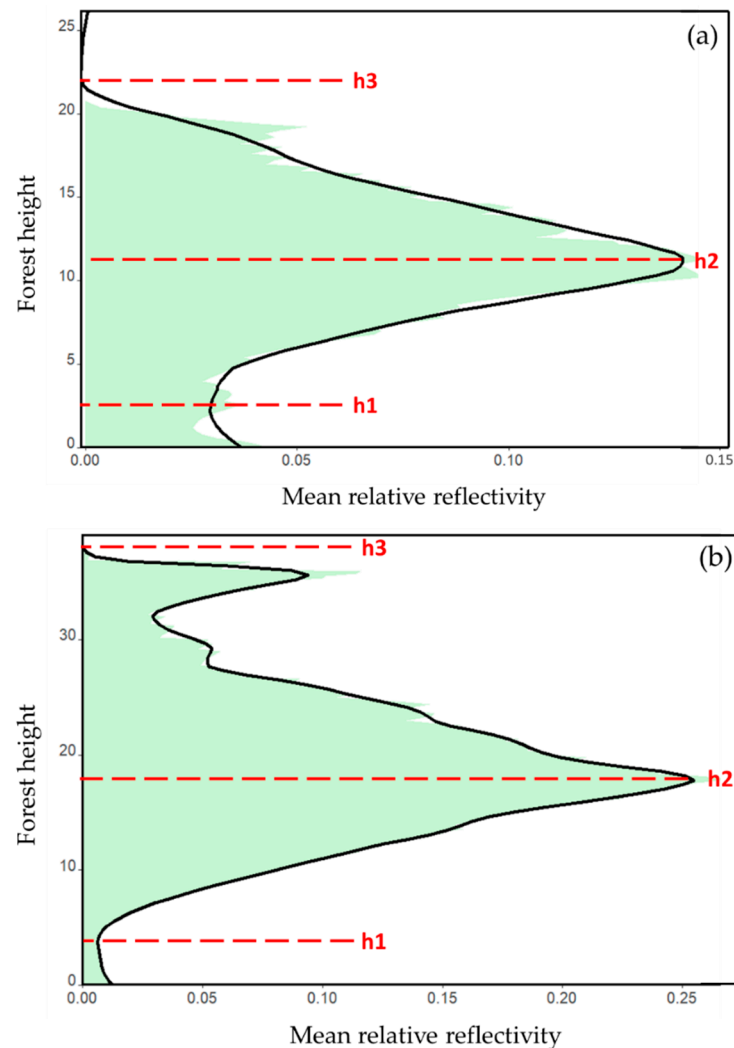 25
(a)
h3
20
15
Forest height
h2
10
5
h1
0
0.00 0.05 0.10 0.15
Mean relative reflectivity
h3
(b)
30
Forest height
20
h2
10
h1
0
0.00 0.05 0.10 0.15 0.20 0.25
Mean relative reflectivity